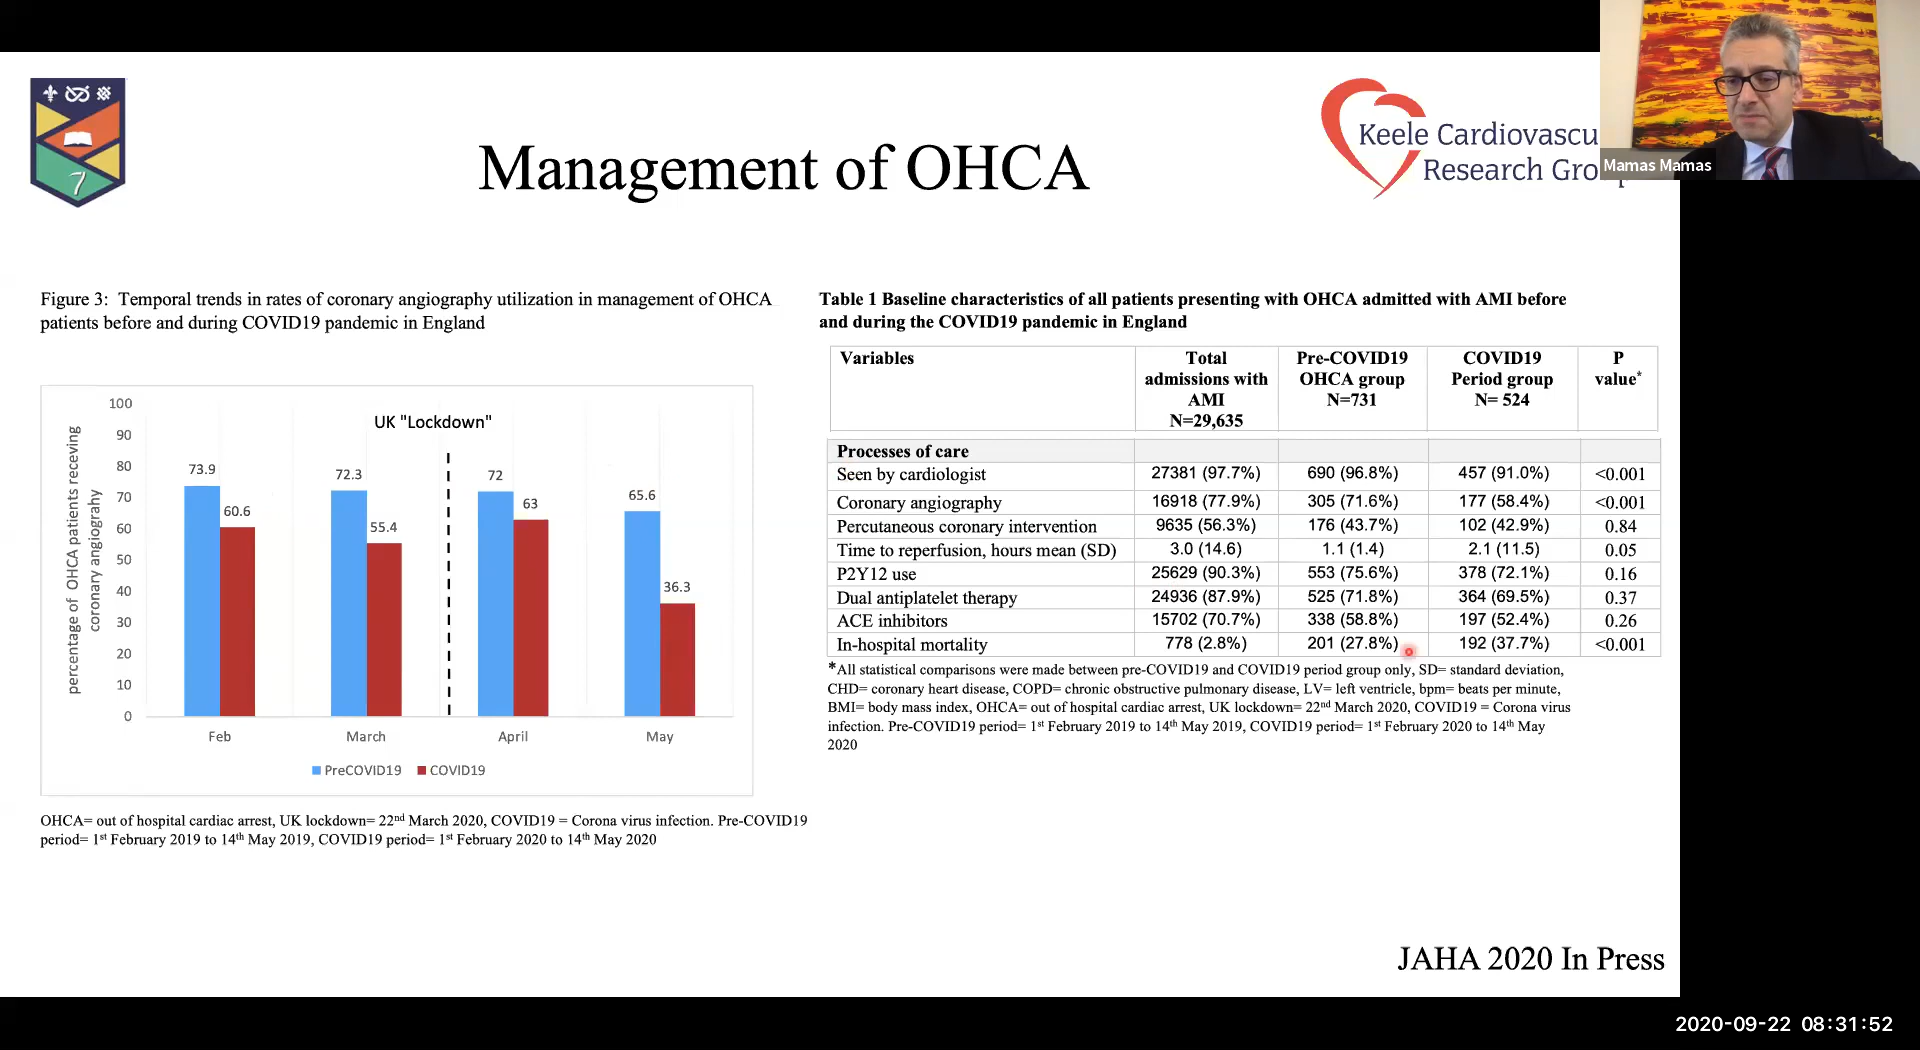 Management of OHCA
Keele Cardiovascu
Research Gro
Mamas Mamas
Figure 3:  Temporal trends in rates of coronary angiography utilization in management of OHCA
patients before and during COVID19 pandemic in England
percentage of OHCA patients receving
coronary angiograhy
100
90
80
70
60
50
40
30
20
10
0
UK "Lockdown"
73.9
60.6
72.3
55.4
72
63
65.6
36.3
Feb
March
April
May
PreCOVID19
COVID19
OHCA= out of hospital cardiac arrest, UK lockdown= 22nd March 2020, COVID19 = Corona virus infection. Pre-COVID19
period= 1st February 2019 to 14th May 2019, COVID19 period= 1st February 2020 to 14th May 2020
Table 1 Baseline characteristics of all patients presenting with OHCA admitted with AMI before
and during the COVID19 pandemic in England
Variables
Total
admissions with
AMI
N=29,635
Pre-COVID19
OHCA group
N=731
COVID19
Period group
N= 524
P
value*
Processes of care
Seen by cardiologist 27381 (97.7%) 690 (96.8%) 457 (91.0%) <0.001
Coronary angiography 16918 (77.9%) 305 (71.6%) 177 (58.4%) <0.001
Percutaneous coronary intervention 9635 (56.3%) 176 (43.7%) 102 (42.9%) 0.84
Time to reperfusion, hours mean (SD) 3.0 (14.6) 1.1 (1.4) 2.1 (11.5) 0.05
P2Y12 use 25629 (90.3%) 553 (75.6%) 378 (72.1%) 0.16
Dual antiplatelet therapy 24936 (87.9%) 525 (71.8%) 364 (69.5%) 0.37
ACE inhibitors 15702 (70.7%) 338 (58.8%) 197 (52.4%) 0.26
In-hospital mortality 778 (2.8%) 201 (27.8%) 192 (37.7%) <0.001
*All statistical comparisons were made between pre-COVID19 and COVID19 period group only, SD= standard deviation,
CHD= coronary heart disease, COPD= chronic obstructive pulmonary disease, LV= left ventricle, bpm= beats per minute,
BMI= body mass index, OHCA= out of hospital cardiac arrest, UK lockdown= 22nd March 2020, COVID19 = Corona virus
infection. Pre-COVID19 period= 1st February 2019 to 14th May 2019, COVID19 period= 1st February 2020 to 14th May
2020
JAHA 2020 In Press
2020-09-22 08:31:52